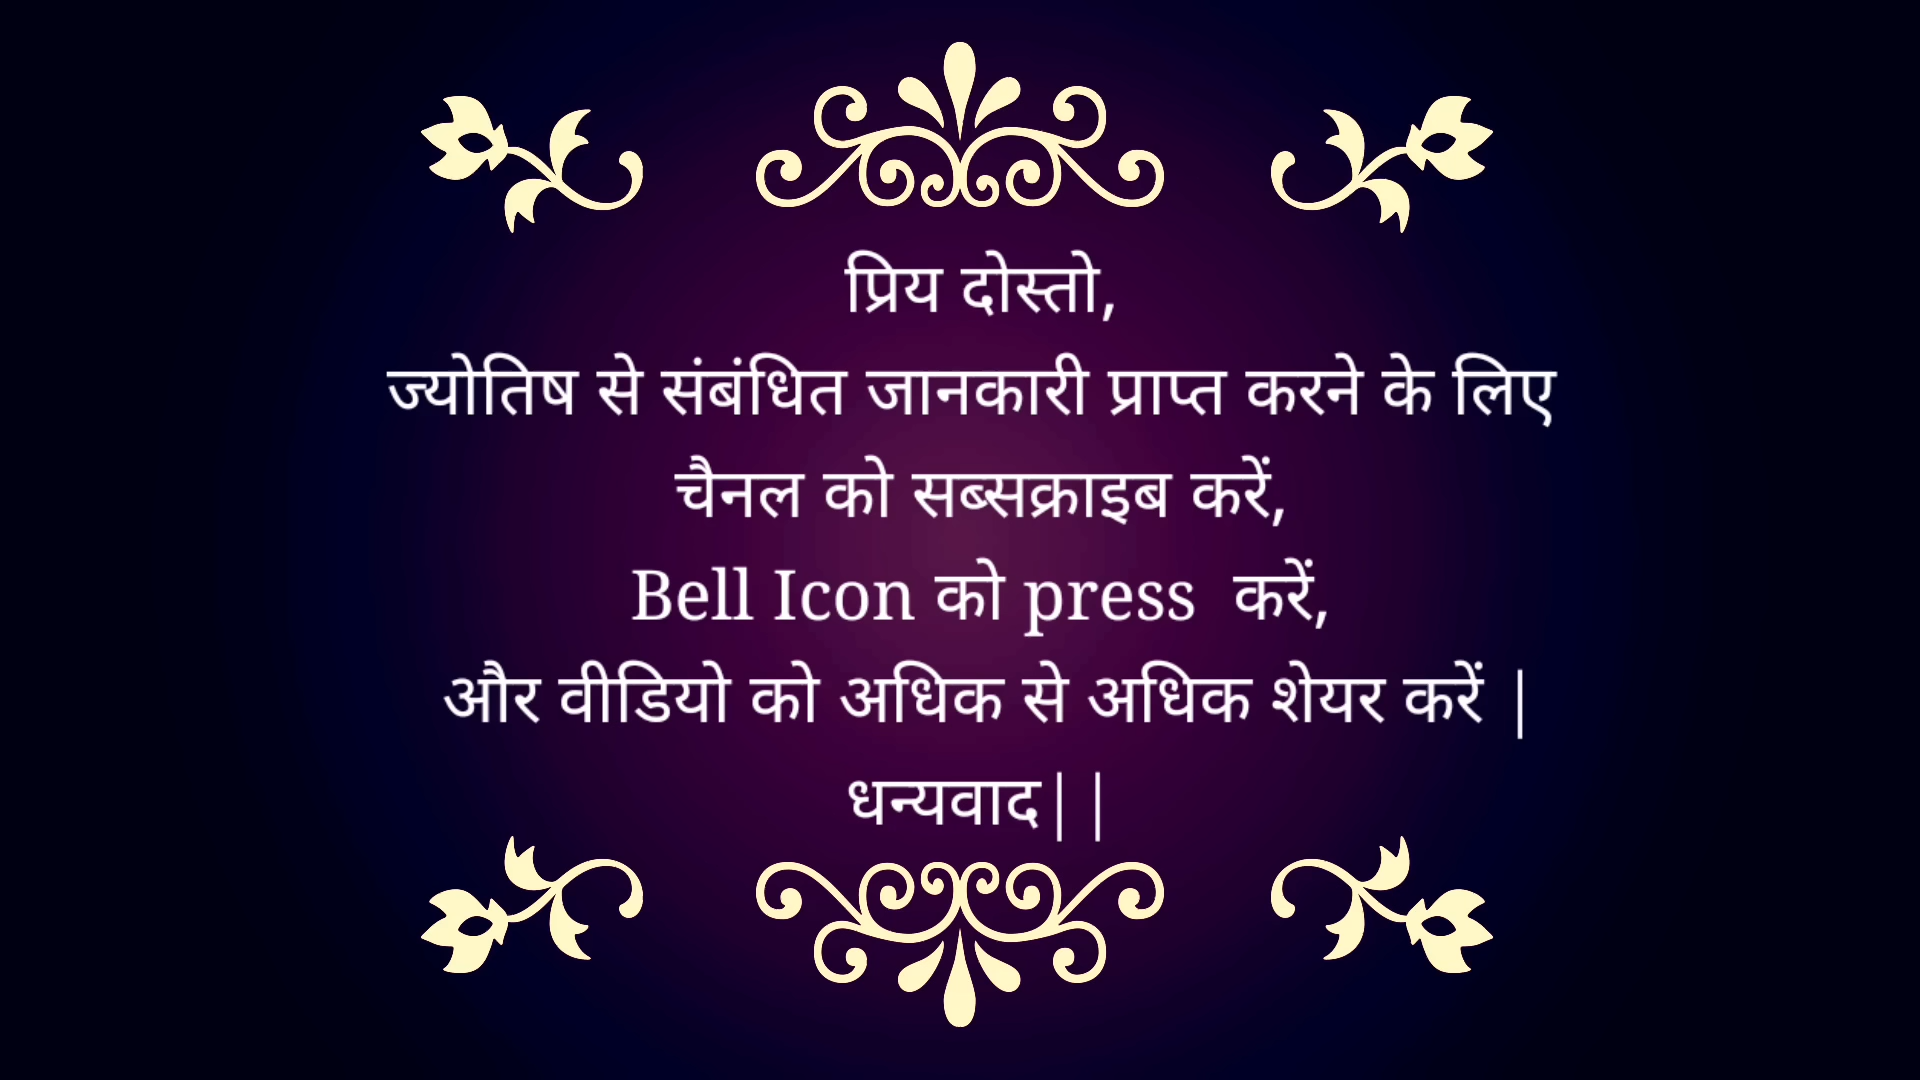 प्रिय दोस्तो,
ज्योतिष से संबंधित जानकारी प्राप्त करने के लिए
चैनल को सब्सक्राइब करें,
Bell Icon को press  करें,
और वीडियो को अधिक से अधिक शेयर करें |
धन्यवाद||